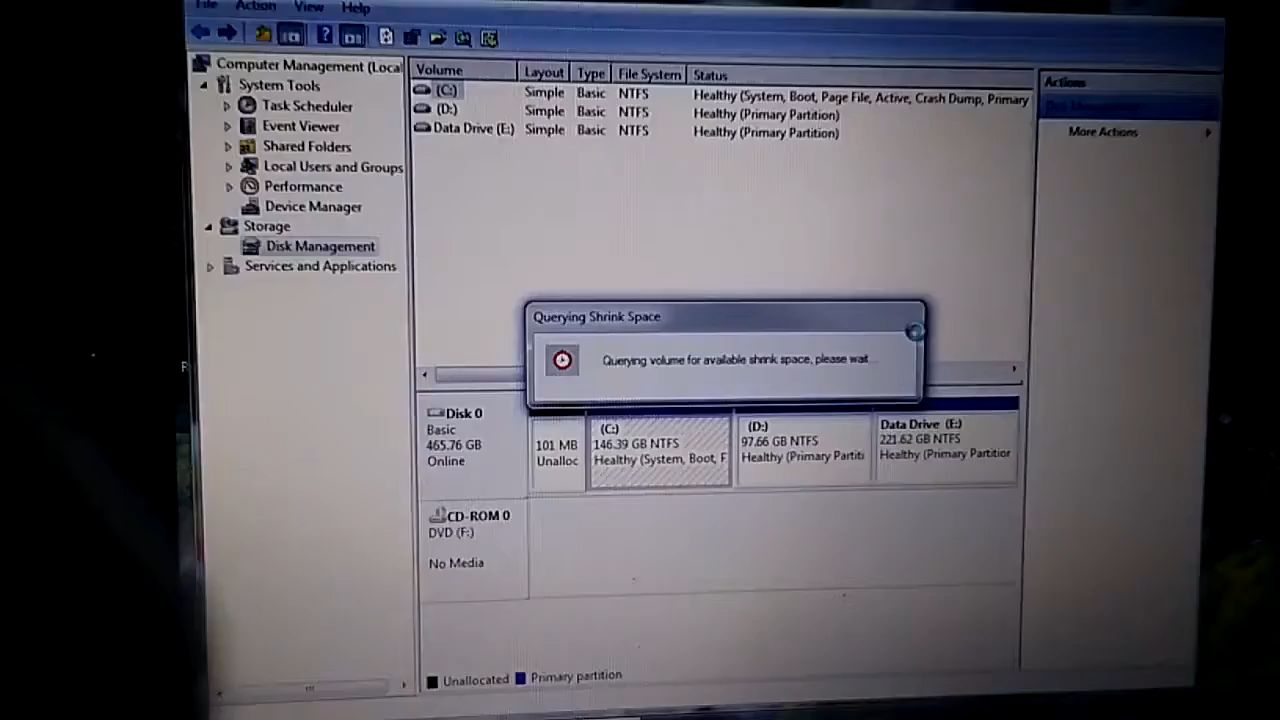 File Action View Help
Computer Management (Local
System Tools
Task Scheduler
Event Viewer
Shared Folders
Local Users and Groups
Performance
Device Manager
Storage
Disk Management
Services and Applications
Volume Layout Type File System Status
(C:) Simple Basic NTFS Healthy (System, Boot, Page File, Active, Crash Dump, Primary
(D:) Simple Basic NTFS Healthy (Primary Partition)
Data Drive (E:) Simple Basic NTFS Healthy (Primary Partition)
Actions
Disk Management
More Actions
Querying Shrink Space
Querying volume for available shrink space, please wait...
Disk 0
Basic
465.76 GB
Online
101 MB
Unalloc
(C:)
146.39 GB NTFS
Healthy (System, Boot, F
(D:)
97.66 GB NTFS
Healthy (Primary Partiti
Data Drive (E:)
221.62 GB NTFS
Healthy (Primary Partitior
CD-ROM 0
DVD (F:)
No Media
Unallocated Primary partition